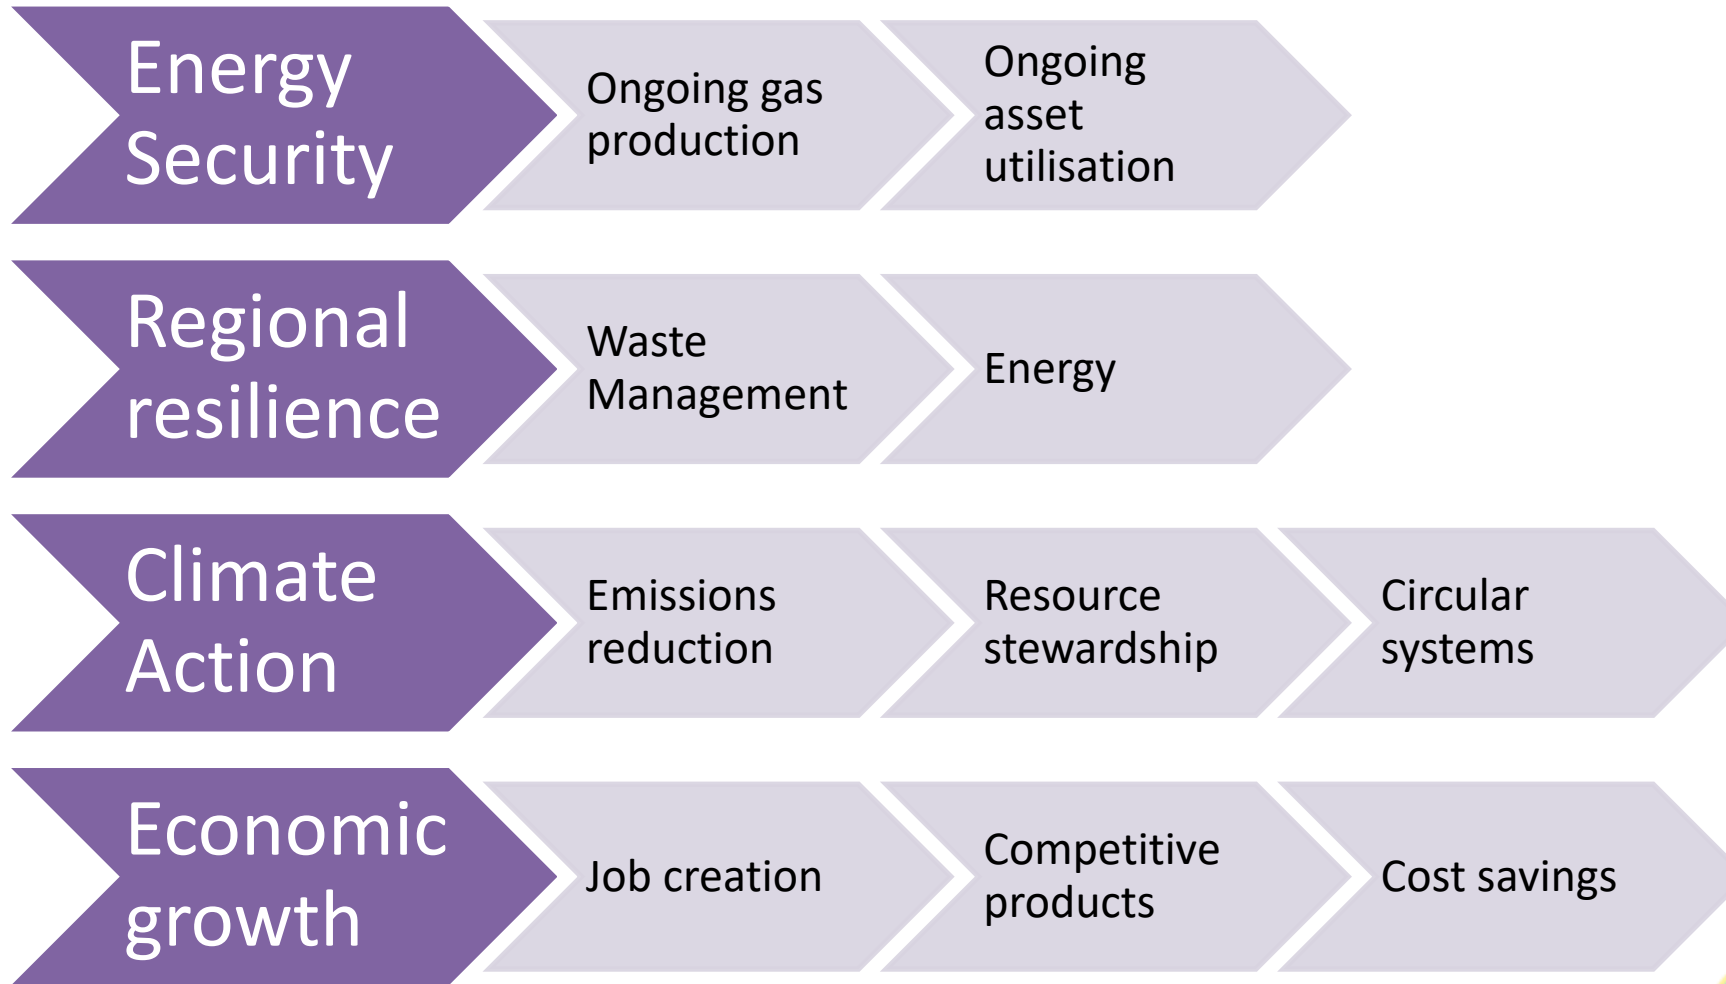 Energy
Security
Ongoing gas
production
Ongoing
asset
utilisation
Regional
resilience
Waste
Management
Energy
Climate
Action
Emissions
reduction
Resource
stewardship
Circular
systems
Economic
growth
Job creation
Competitive
products
Cost savings